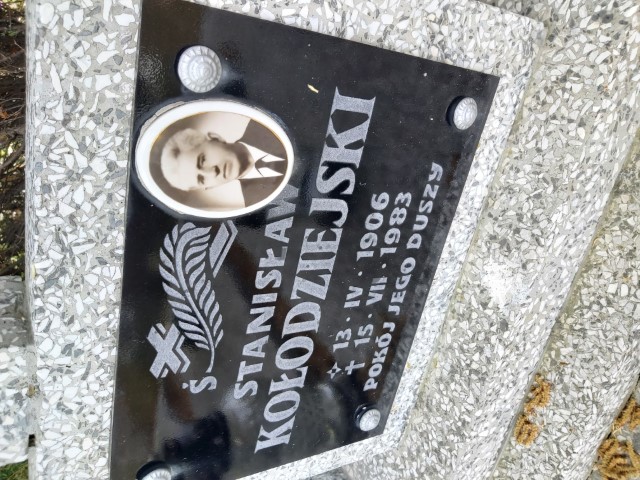 Ś
STANISŁAW
KOŁODZIEJSKI
☆ 13 · IV · 1906
✝ 15 · VII · 1983
POKÓJ JEGO DUSZY